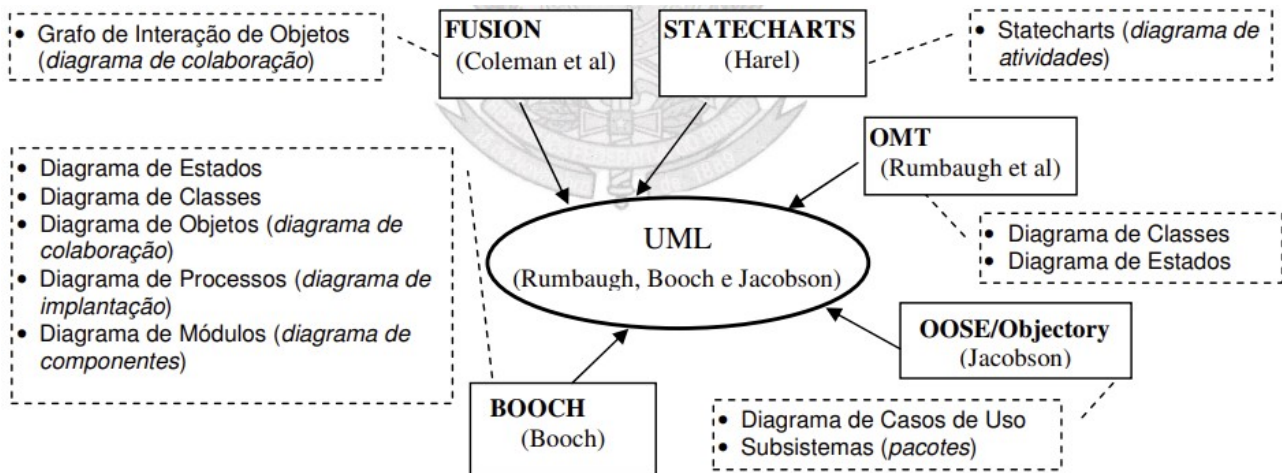 • Grafo de Interação de Objetos
(diagrama de colaboração)
FUSION
(Coleman et al)
STATECHARTS
(Harel)
• Statecharts (diagrama de
atividades)
OMT
(Rumbaugh et al)
• Diagrama de Estados
• Diagrama de Classes
• Diagrama de Objetos (diagrama de
colaboração)
• Diagrama de Processos (diagrama de
implantação)
• Diagrama de Módulos (diagrama de
componentes)
UML
(Rumbaugh, Booch e Jacobson)
• Diagrama de Classes
• Diagrama de Estados
OOSE/Objectory
(Jacobson)
BOOCH
(Booch)
• Diagrama de Casos de Uso
• Subsistemas (pacotes)